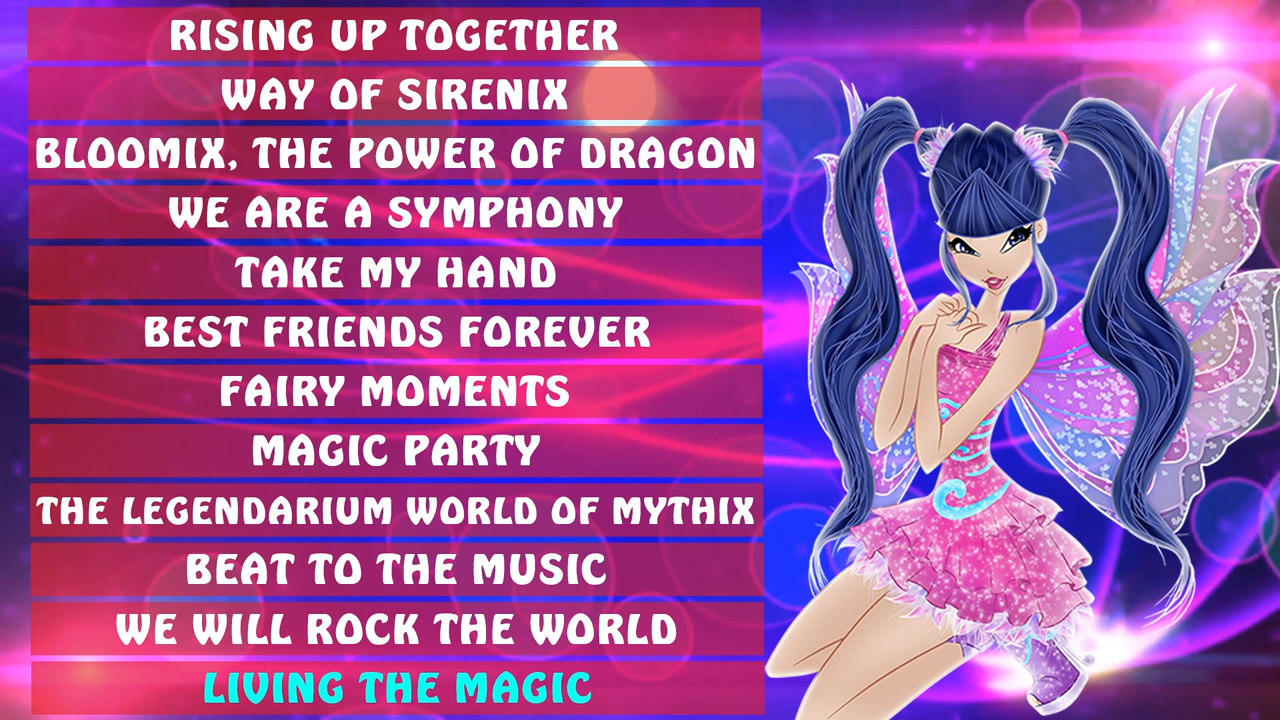 RISING UP TOGETHER
WAY OF SIRENIX
BLOOMIX, THE POWER OF DRAGON
WE ARE A SYMPHONY
TAKE MY HAND
BEST FRIENDS FOREVER
FAIRY MOMENTS
MAGIC PARTY
THE LEGENDARIUM WORLD OF MYTHIX
BEAT TO THE MUSIC
WE WILL ROCK THE WORLD
LIVING THE MAGIC